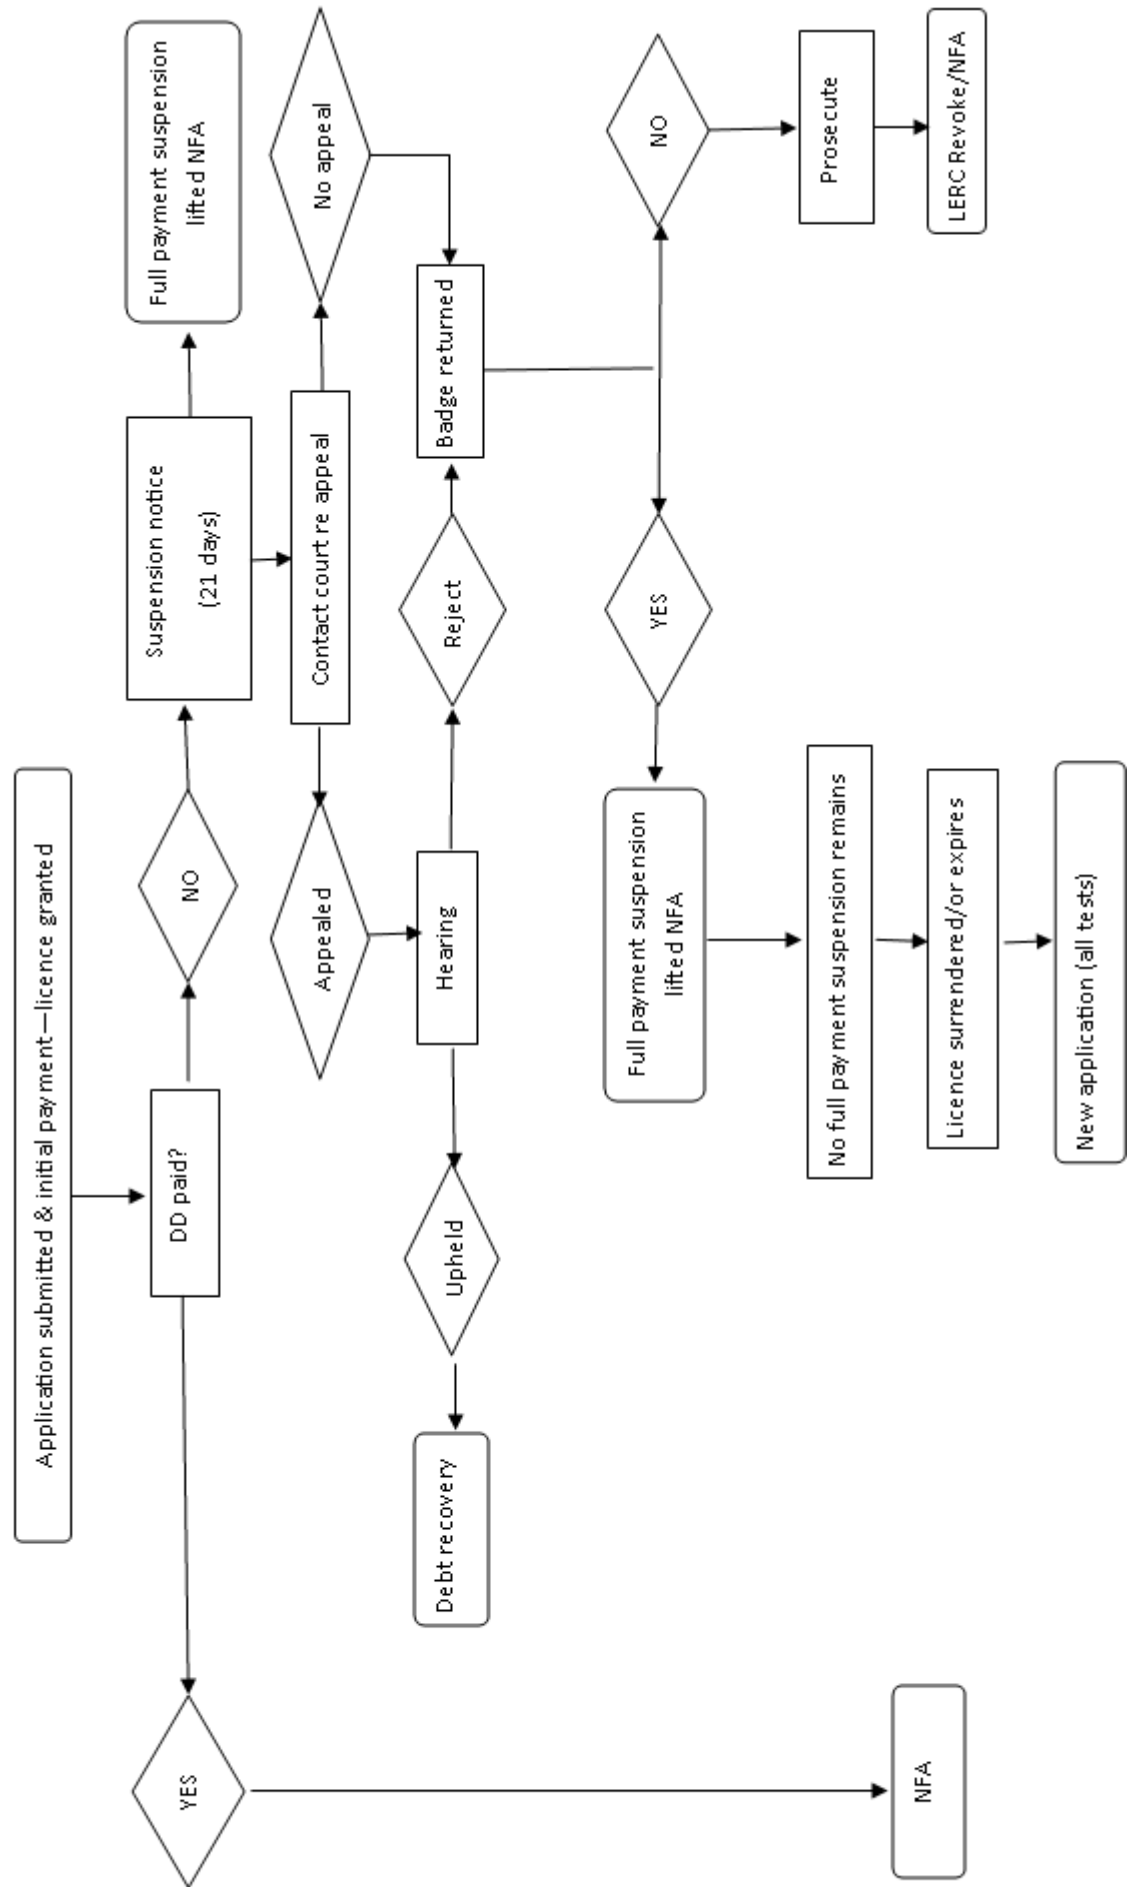 Application submitted & initial payment—licence granted
DD paid?
YES
NO
Suspension notice
(21 days)
Full payment suspension
lifted NFA
Contact court re appeal
Appealed
No appeal
Hearing
Upheld
Reject
Badge returned
Debt recovery
YES
NO
Full payment suspension
lifted NFA
Prosecute
No full payment suspension remains
LERC Revoke/NFA
Licence surrendered/or expires
New application (all tests)
NFA